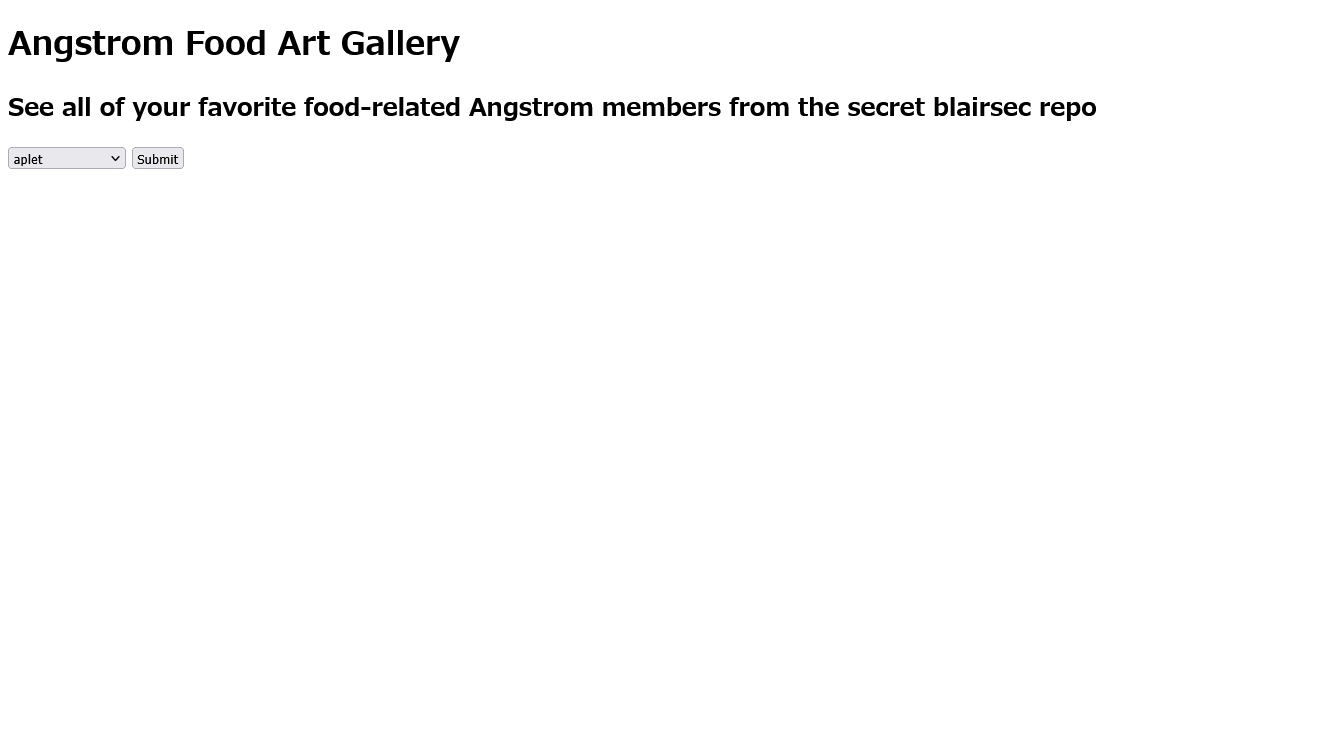 Angstrom Food Art Gallery
See all of your favorite food-related Angstrom members from the secret blairsec repo
aplet Submit